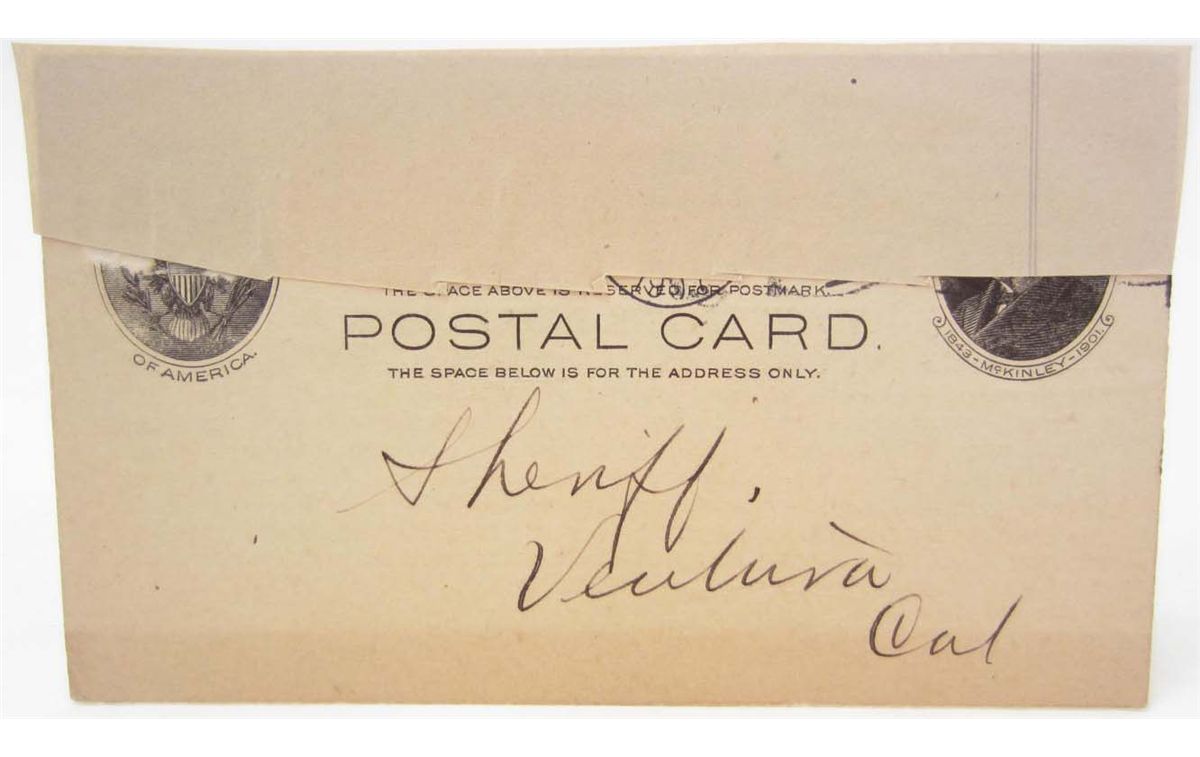 THE SPACE ABOVE IS RESERVED FOR POSTMARK.
POSTAL CARD.
THE SPACE BELOW IS FOR THE ADDRESS ONLY.
OF AMERICA.
1843-McKINLEY-1901.
Sheriff.
Ventura
Cal